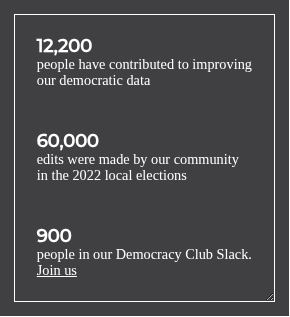 12,200
people have contributed to improving
our democratic data
60,000
edits were made by our community
in the 2022 local elections
900
people in our Democracy Club Slack.
Join us